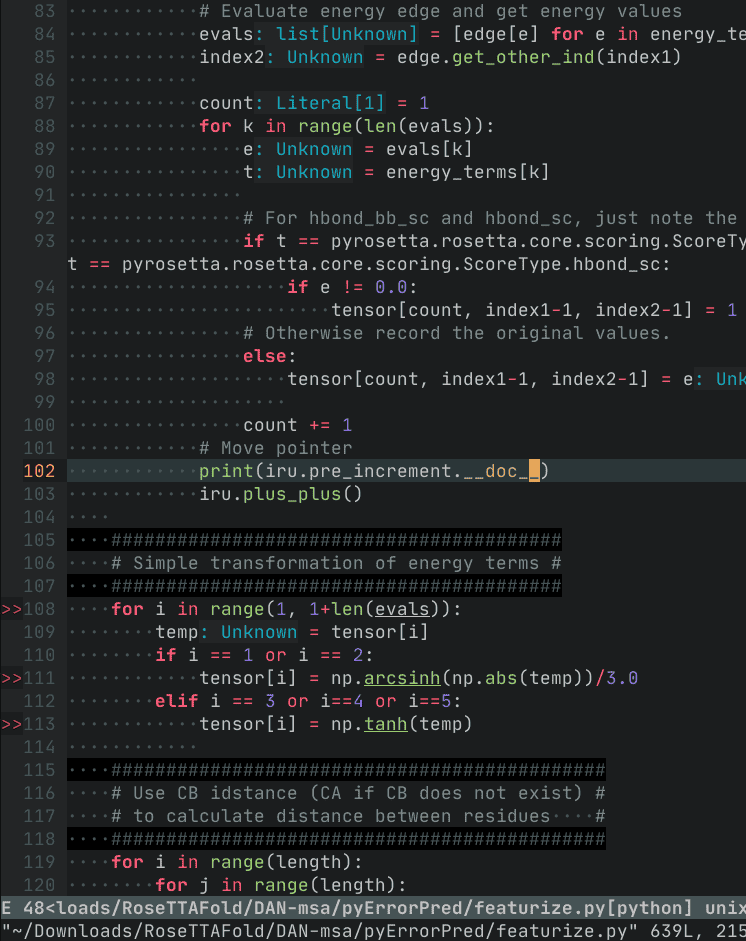 83 # Evaluate energy edge and get energy values
84 evals: list[Unknown] = [edge[e] for e in energy_te
85 index2: Unknown = edge.get_other_ind(index1)
86
87 count: Literal[1] = 1
88 for k in range(len(evals)):
89 e: Unknown = evals[k]
90 t: Unknown = energy_terms[k]
91
92 # For hbond_bb_sc and hbond_sc, just note the
93 if t == pyrosetta.rosetta.core.scoring.ScoreTy
t == pyrosetta.rosetta.core.scoring.ScoreType.hbond_sc:
94 if e != 0.0:
95 tensor[count, index1-1, index2-1] = 1
96 # Otherwise record the original values.
97 else:
98 tensor[count, index1-1, index2-1] = e: Unk
99
100 count += 1
101 # Move pointer
102 print(iru.pre_increment.__doc__)
103 iru.plus_plus()
104
105 #########################################
106 # Simple transformation of energy terms #
107 #########################################
>>108 for i in range(1, 1+len(evals)):
109 temp: Unknown = tensor[i]
110 if i == 1 or i == 2:
>>111 tensor[i] = np.arcsinh(np.abs(temp))/3.0
112 elif i == 3 or i==4 or i==5:
>>113 tensor[i] = np.tanh(temp)
114
115 #############################################
116 # Use CB idstance (CA if CB does not exist) #
117 # to calculate distance between residues    #
118 #############################################
119 for i in range(length):
120 for j in range(length):
E 48<loads/RoseTTAFold/DAN-msa/pyErrorPred/featurize.py[python] unix
"~/Downloads/RoseTTAFold/DAN-msa/pyErrorPred/featurize.py" 639L, 215